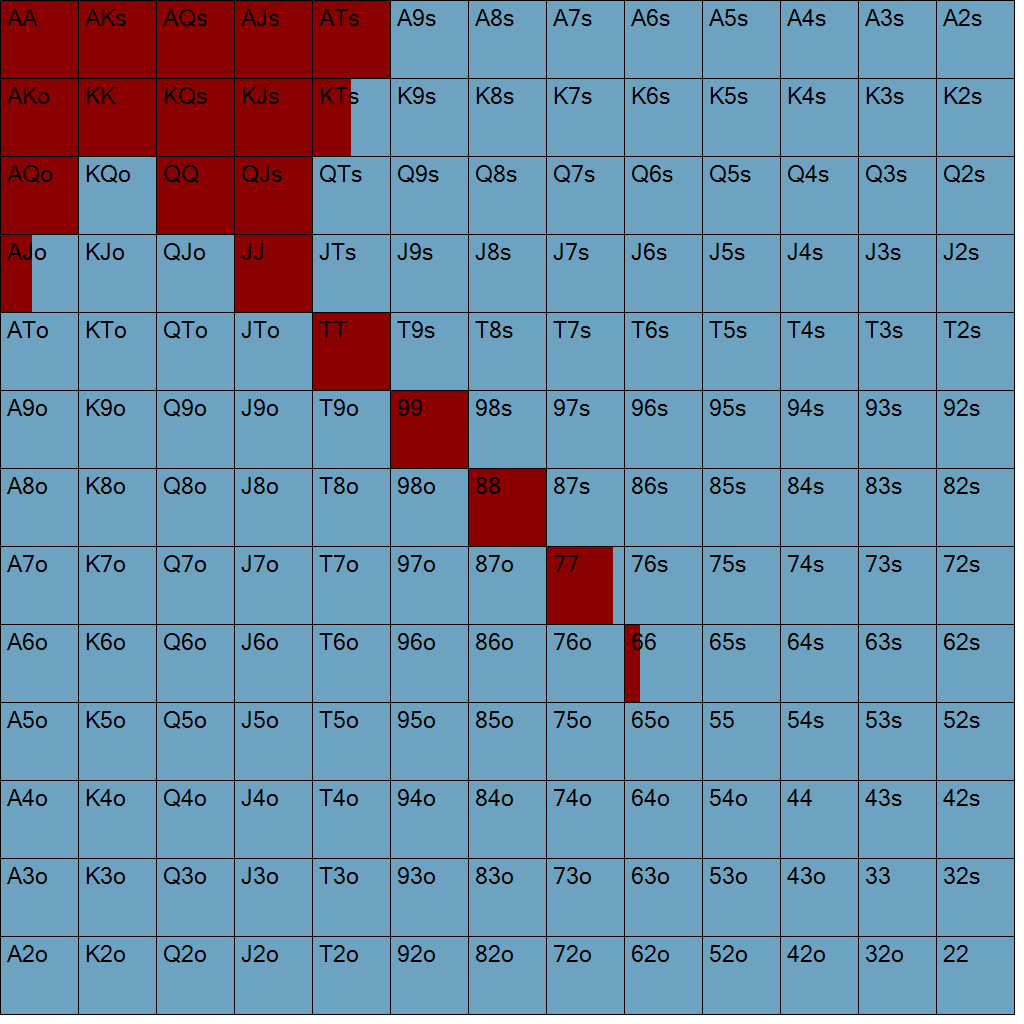 AA AKs AQs AJs ATs A9s A8s A7s A6s A5s A4s A3s A2s
AKo KK KQs KJs KTs K9s K8s K7s K6s K5s K4s K3s K2s
AQo KQo QQ QJs QTs Q9s Q8s Q7s Q6s Q5s Q4s Q3s Q2s
AJo KJo QJo JJ JTs J9s J8s J7s J6s J5s J4s J3s J2s
ATo KTo QTo JTo TT T9s T8s T7s T6s T5s T4s T3s T2s
A9o K9o Q9o J9o T9o 99 98s 97s 96s 95s 94s 93s 92s
A8o K8o Q8o J8o T8o 98o 88 87s 86s 85s 84s 83s 82s
A7o K7o Q7o J7o T7o 97o 87o 77 76s 75s 74s 73s 72s
A6o K6o Q6o J6o T6o 96o 86o 76o 66 65s 64s 63s 62s
A5o K5o Q5o J5o T5o 95o 85o 75o 65o 55 54s 53s 52s
A4o K4o Q4o J4o T4o 94o 84o 74o 64o 54o 44 43s 42s
A3o K3o Q3o J3o T3o 93o 83o 73o 63o 53o 43o 33 32s
A2o K2o Q2o J2o T2o 92o 82o 72o 62o 52o 42o 32o 22